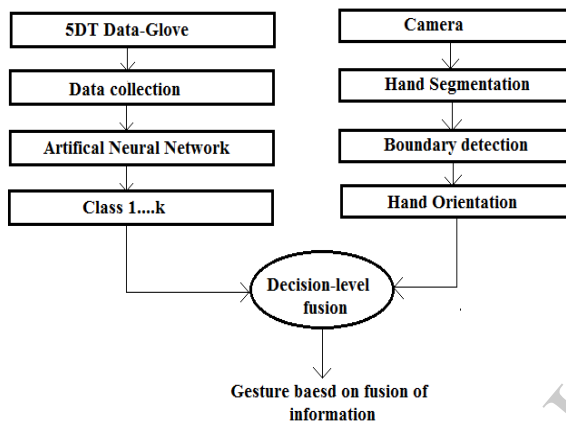 5DT Data-Glove
Data collection
Artifical Neural Network
Class 1....k
Camera
Hand Segmentation
Boundary detection
Hand Orientation
Decision-level
fusion
Gesture baesd on fusion of
information